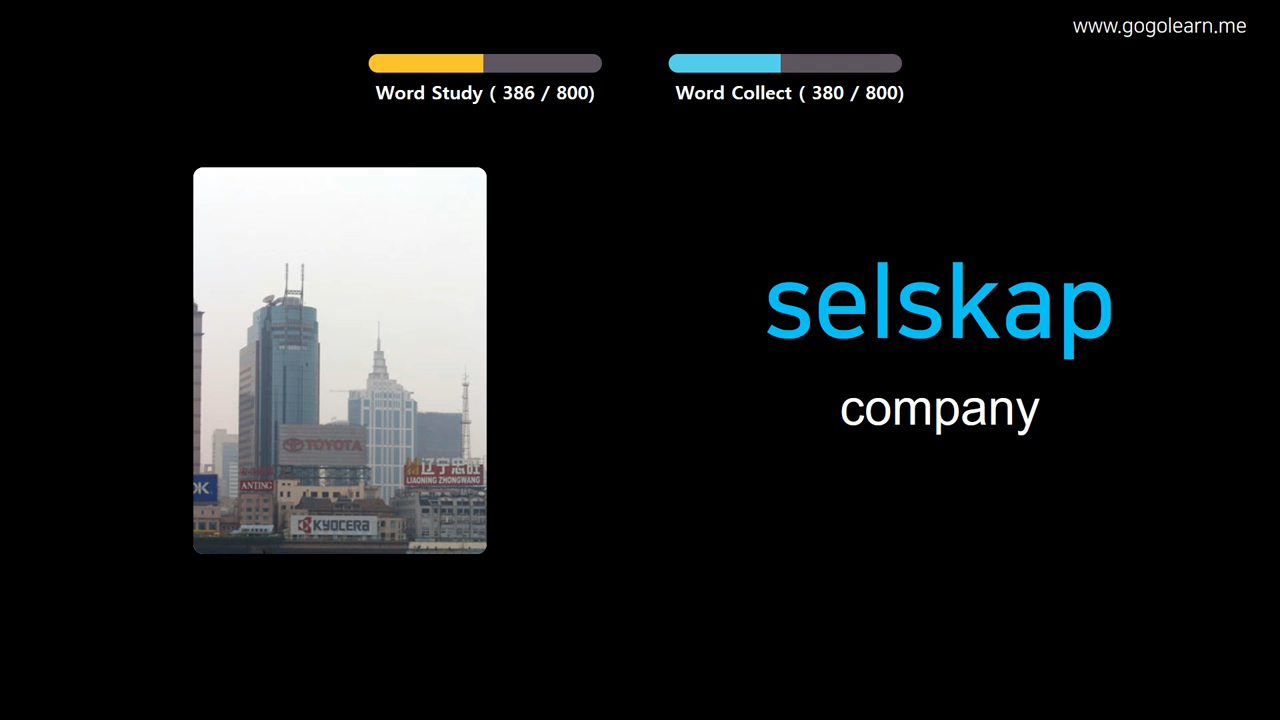 www.gogolearn.me
Word Study ( 386 / 800)
Word Collect ( 380 / 800)
selskap
company
TOYOTA
辽宁忠旺
LIAONING ZHONGWANG
OK
ANTING
KYOCERA